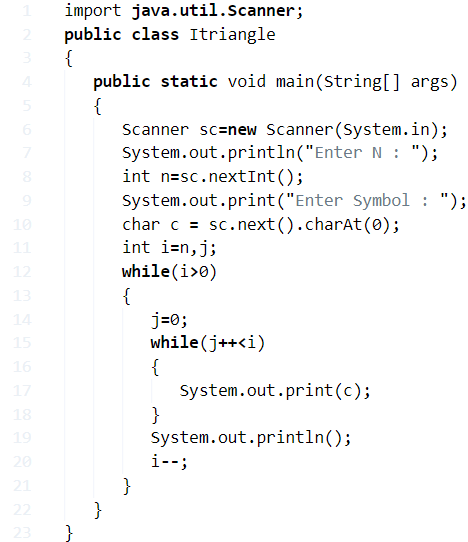 1 import java.util.Scanner;
2 public class Itriangle
3 {
4 public static void main(String[] args)
5 {
6 Scanner sc=new Scanner(System.in);
7 System.out.println("Enter N : ");
8 int n=sc.nextInt();
9 System.out.print("Enter Symbol : ");
10 char c = sc.next().charAt(0);
11 int i=n,j;
12 while(i>0)
13 {
14 j=0;
15 while(j++<i)
16 {
17 System.out.print(c);
18 }
19 System.out.println();
20 i--;
21 }
22 }
23 }